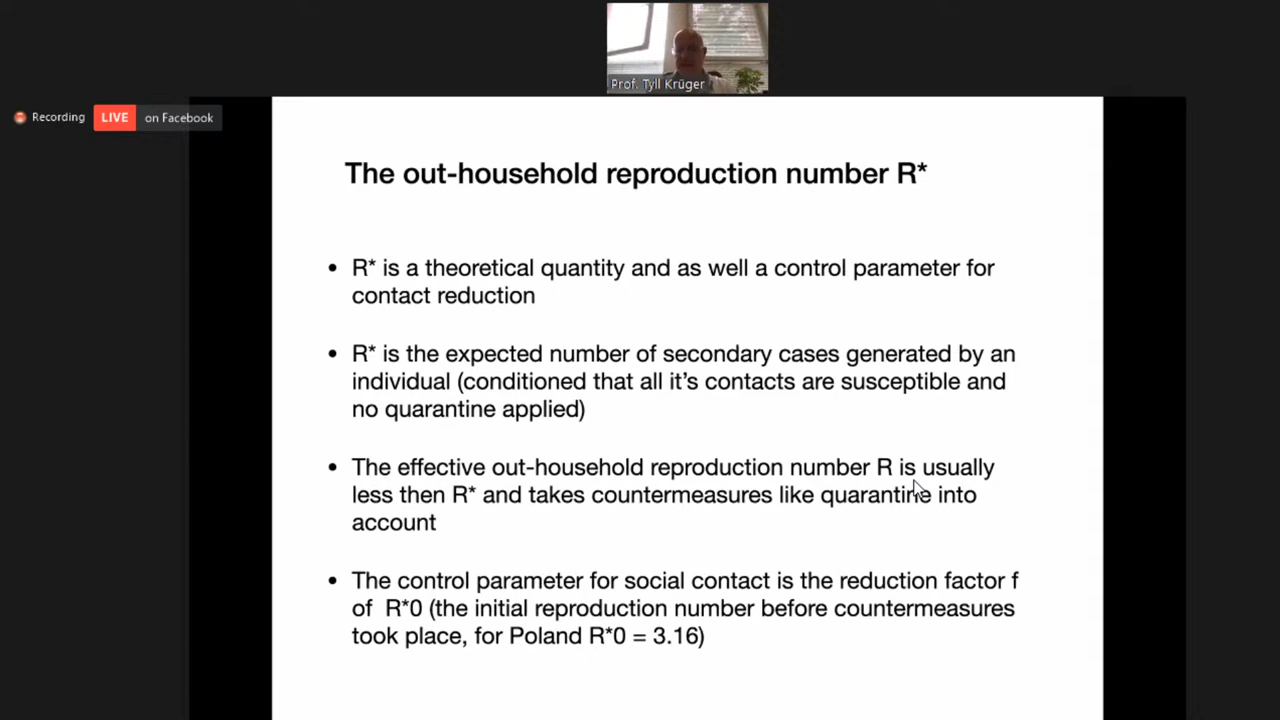 Prof. Tyll Krüger
Recording
LIVE
on Facebook
The out-household reproduction number R*
• R* is a theoretical quantity and as well a control parameter for
contact reduction
• R* is the expected number of secondary cases generated by an
individual (conditioned that all it's contacts are susceptible and
no quarantine applied)
• The effective out-household reproduction number R is usually
less then R* and takes countermeasures like quarantine into
account
• The control parameter for social contact is the reduction factor f
of R*0 (the initial reproduction number before countermeasures
took place, for Poland R*0 = 3.16)